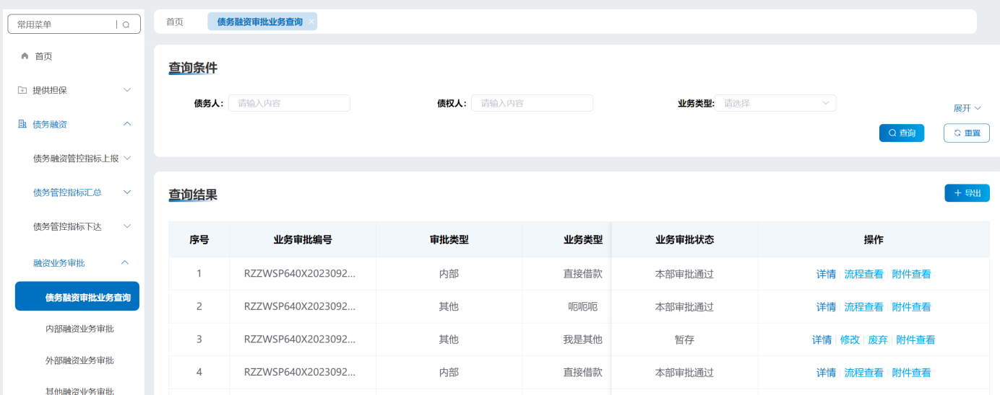 常用菜单
首页
提供担保
债务融资
债务融资管控指标上报
债务管控指标汇总
债务管控指标下达
融资业务审批
债务融资审批业务查询
内部融资业务审批
外部融资业务审批
其他融资业务审批
首页 债务融资审批业务查询 ×
查询条件
债务人: 请输入内容 债权人: 请输入内容 业务类型: 请选择 展开
查询 重置
查询结果
+ 导出
序号 业务审批编号 审批类型 业务类型 业务审批状态 操作
1 RZZWSP640X2023092... 内部 直接借款 本部审批通过 详情 流程查看 附件查看
2 RZZWSP640X2023092... 其他 呃呃呃 本部审批通过 详情 流程查看 附件查看
3 RZZWSP640X2023092... 其他 我是其他 暂存 详情 修改 废弃 附件查看
4 RZZWSP640X2023092... 内部 直接借款 本部审批通过 详情 流程查看 附件查看